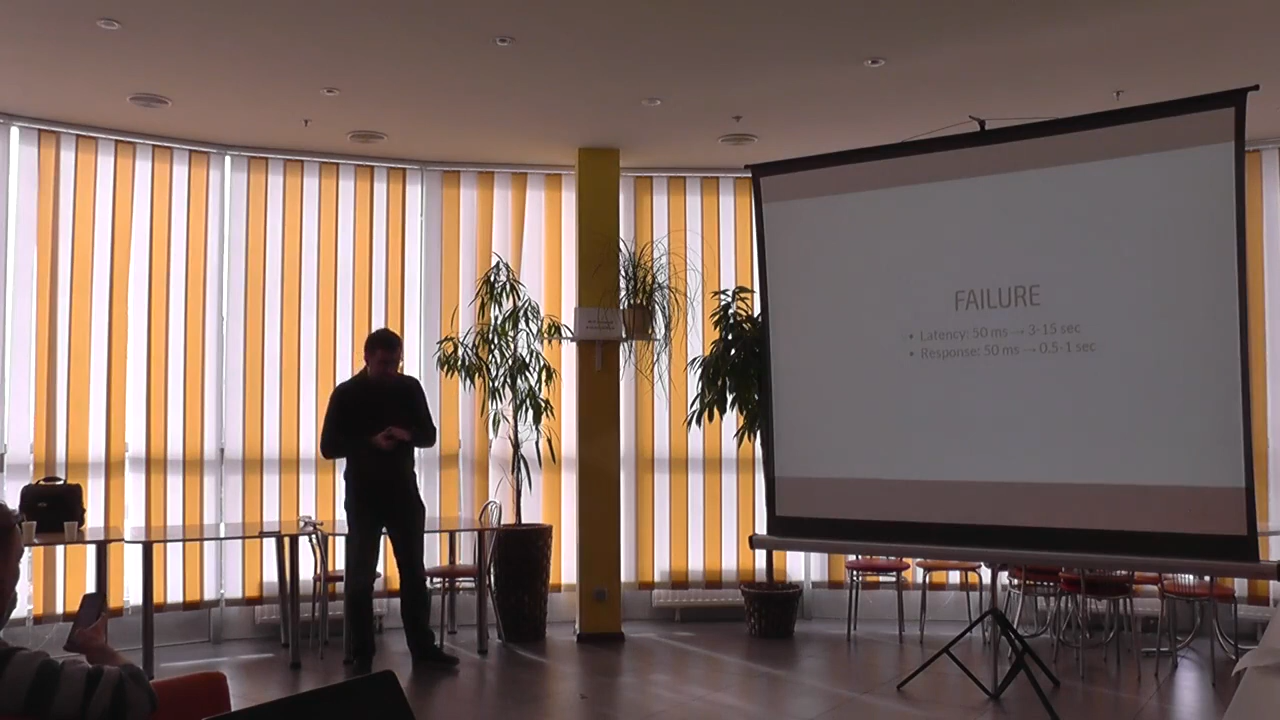 FAILURE
• Latency: 50 ms → 3-15 sec
• Response: 50 ms → 0.5-1 sec